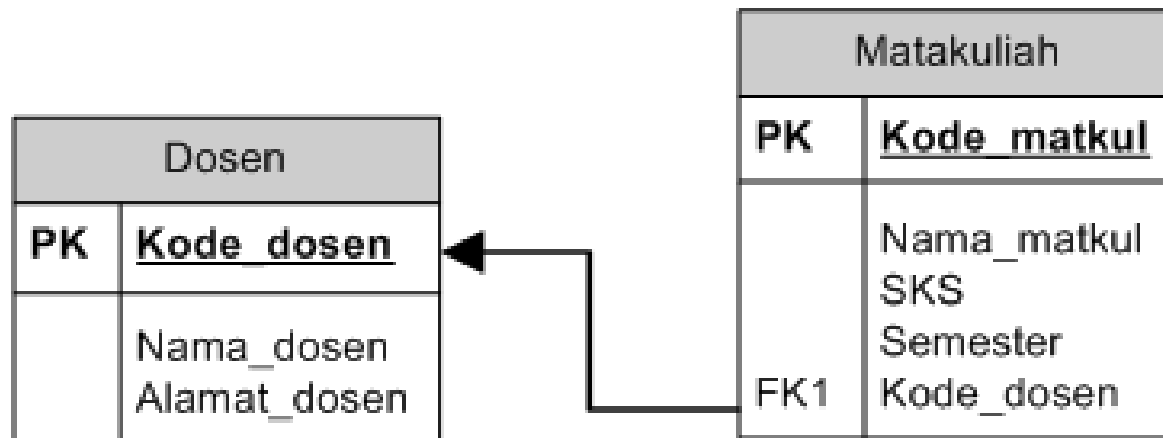 Dosen
PK Kode_dosen
Nama_dosen
Alamat_dosen
Matakuliah
PK Kode_matkul
Nama_matkul
SKS
Semester
FK1 Kode_dosen